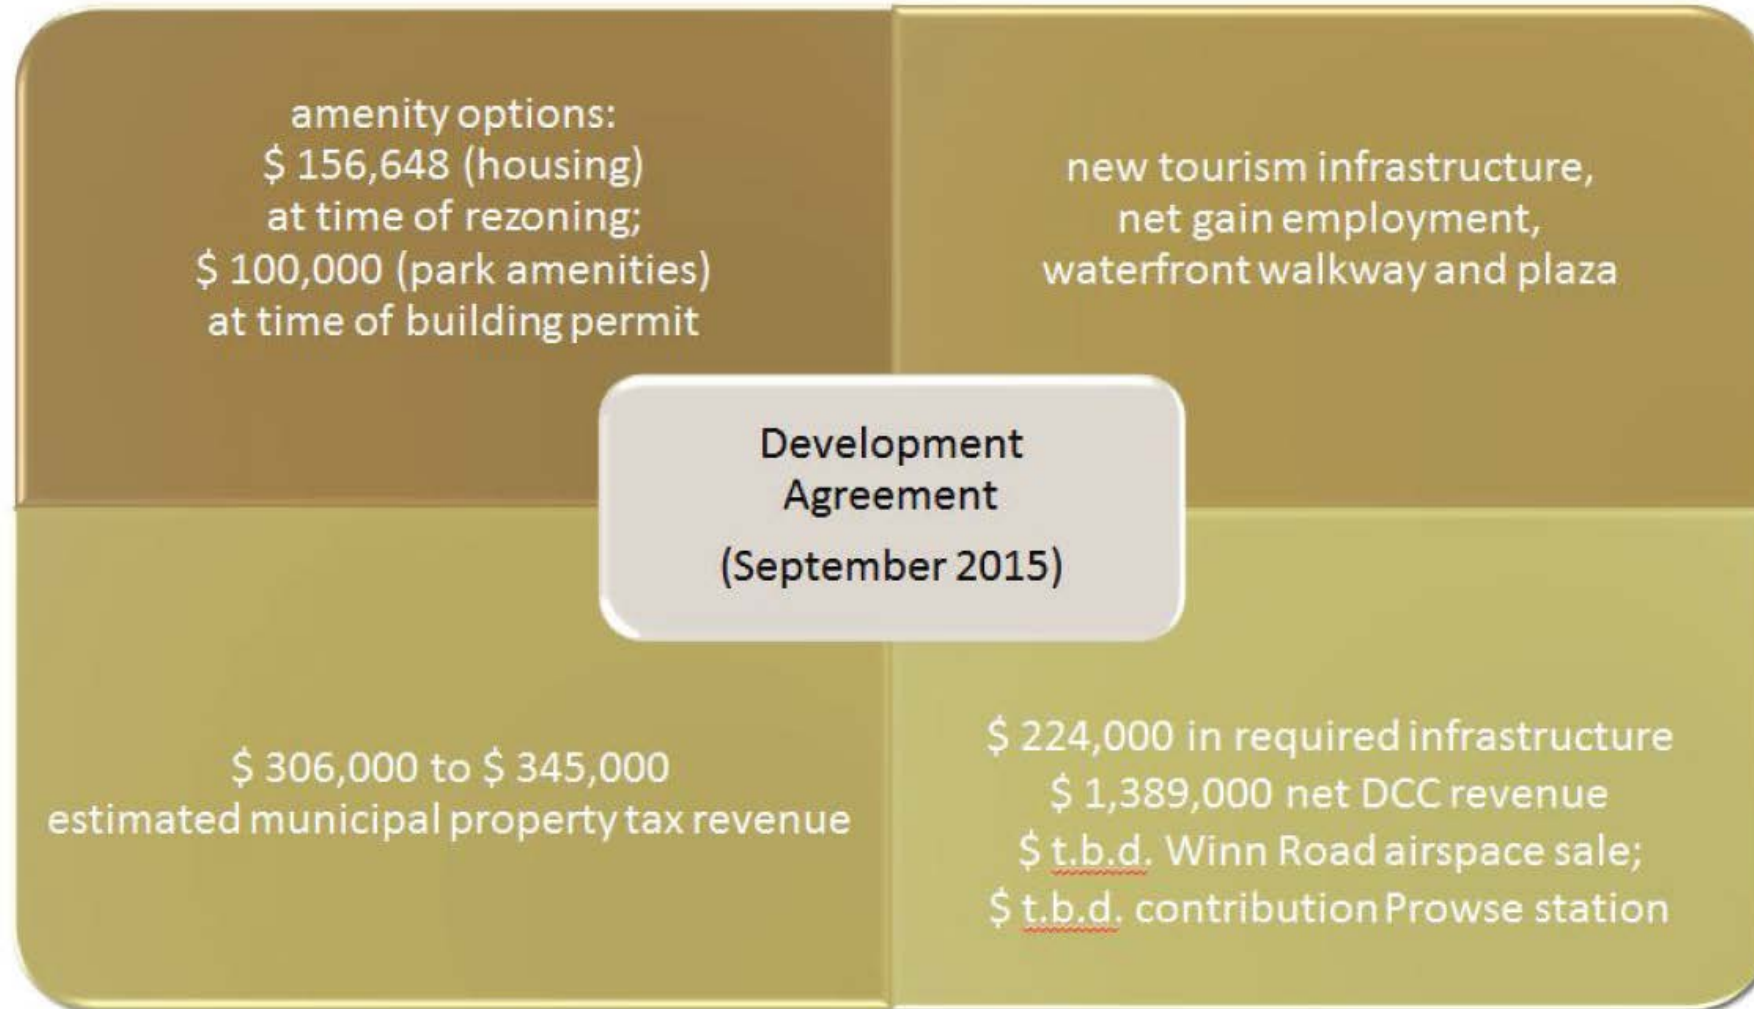 amenity options:
$ 156,648 (housing)
at time of rezoning;
$ 100,000 (park amenities)
at time of building permit
new tourism infrastructure,
net gain employment,
waterfront walkway and plaza
Development
Agreement
(September 2015)
$ 306,000 to $ 345,000
estimated municipal property tax revenue
$ 224,000 in required infrastructure
$ 1,389,000 net DCC revenue
$ t.b.d. Winn Road airspace sale;
$ t.b.d. contribution Prowse station